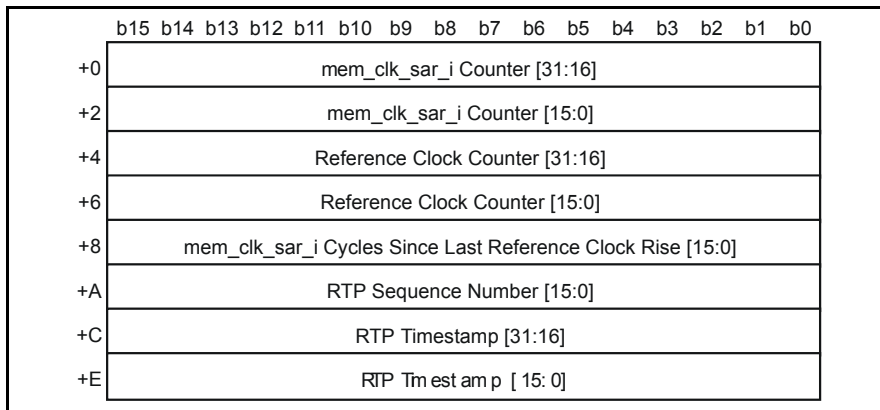 b15 b14 b13 b12 b11 b10 b9 b8 b7 b6 b5 b4 b3 b2 b1 b0
+0 mem_clk_sar_i Counter [31:16]
+2 mem_clk_sar_i Counter [15:0]
+4 Reference Clock Counter [31:16]
+6 Reference Clock Counter [15:0]
+8 mem_clk_sar_i Cycles Since Last Reference Clock Rise [15:0]
+A RTP Sequence Number [15:0]
+C RTP Timestamp [31:16]
+E RTP Timestamp [15:0]